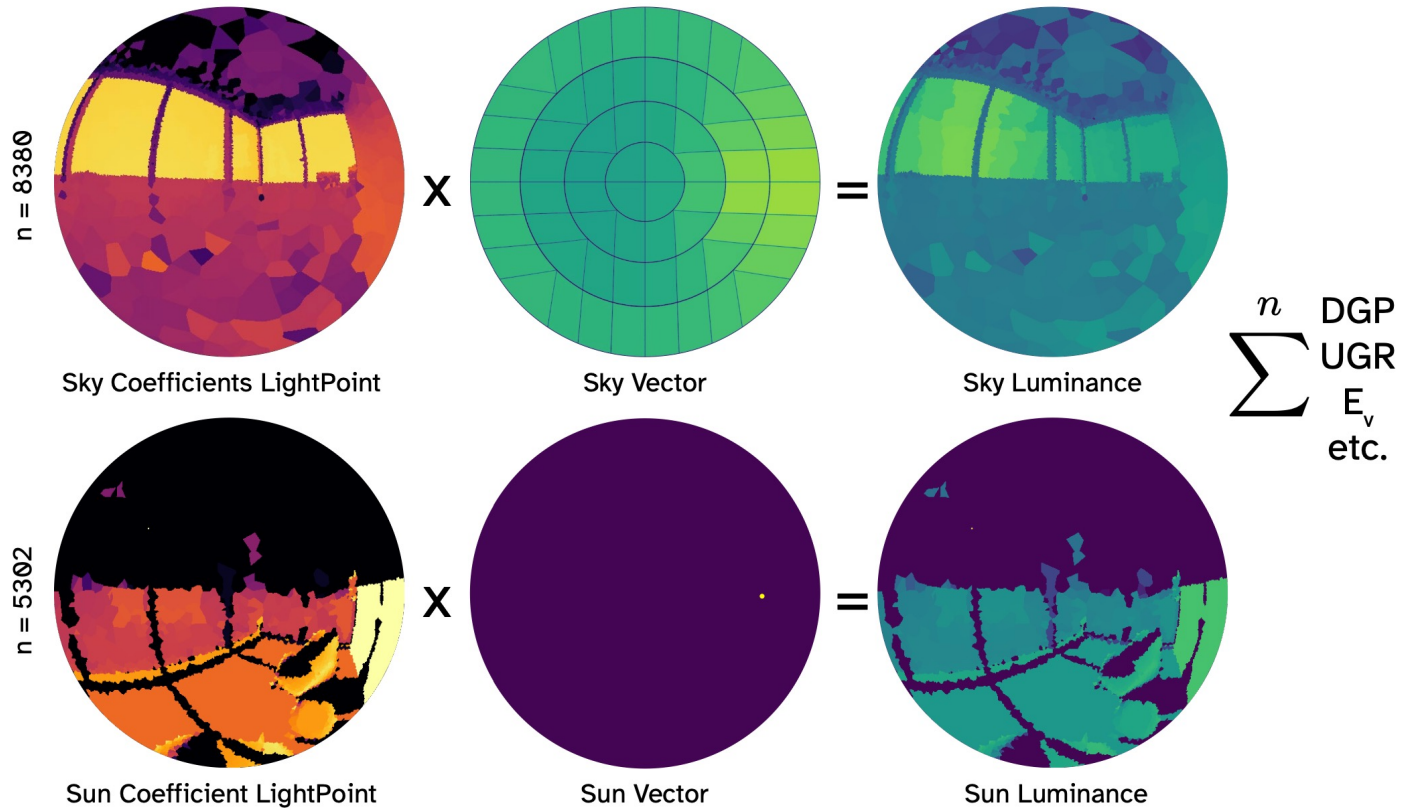 n = 8380
X
=
Sky Coefficients LightPoint
Sky Vector
Sky Luminance
n
∑
DGP
UGR
E_v
etc.
n = 5302
X
=
Sun Coefficient LightPoint
Sun Vector
Sun Luminance